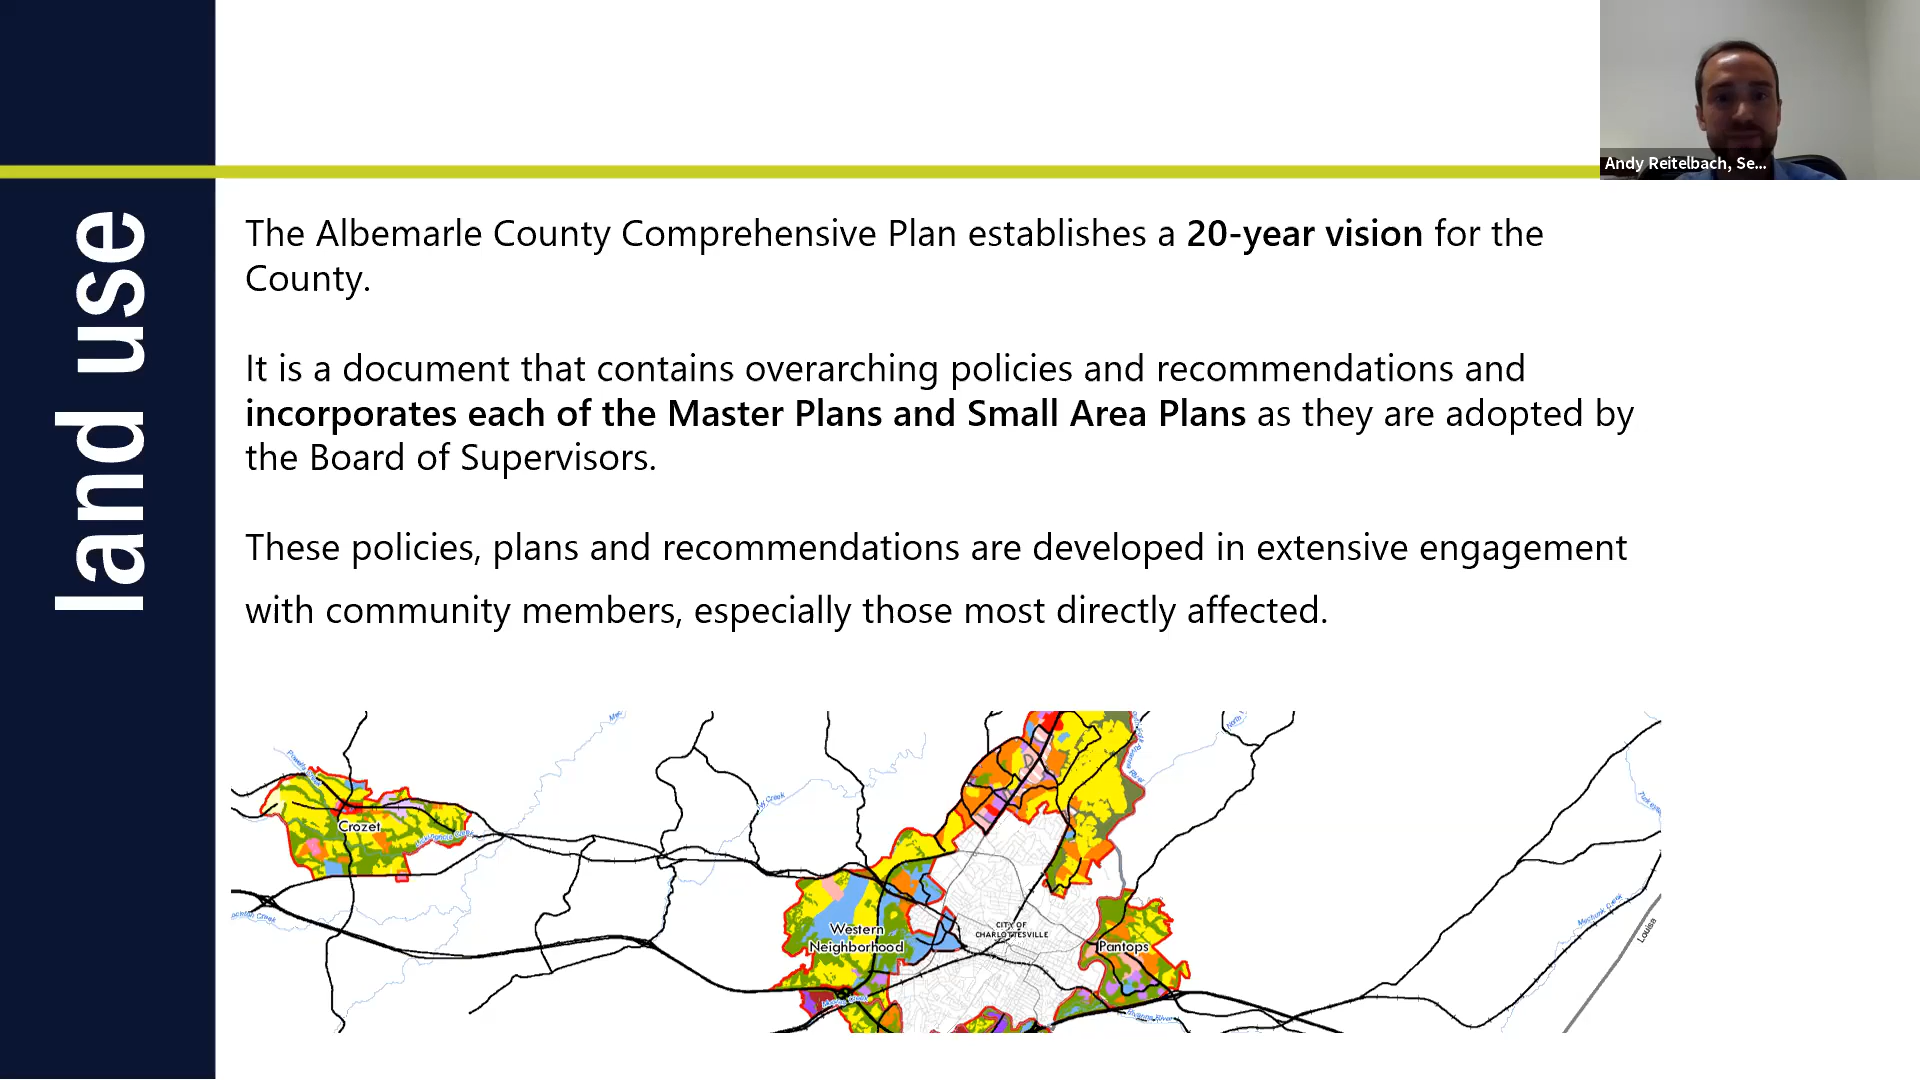 Andy Reitelbach, Se...
land use
The Albemarle County Comprehensive Plan establishes a 20-year vision for the
County.
It is a document that contains overarching policies and recommendations and
incorporates each of the Master Plans and Small Area Plans as they are adopted by
the Board of Supervisors.
These policies, plans and recommendations are developed in extensive engagement
with community members, especially those most directly affected.
Crozet
Western
Neighborhood
CITY OF
CHARLOTTESVILLE
Pantops
Mechunk Creek
Louisa